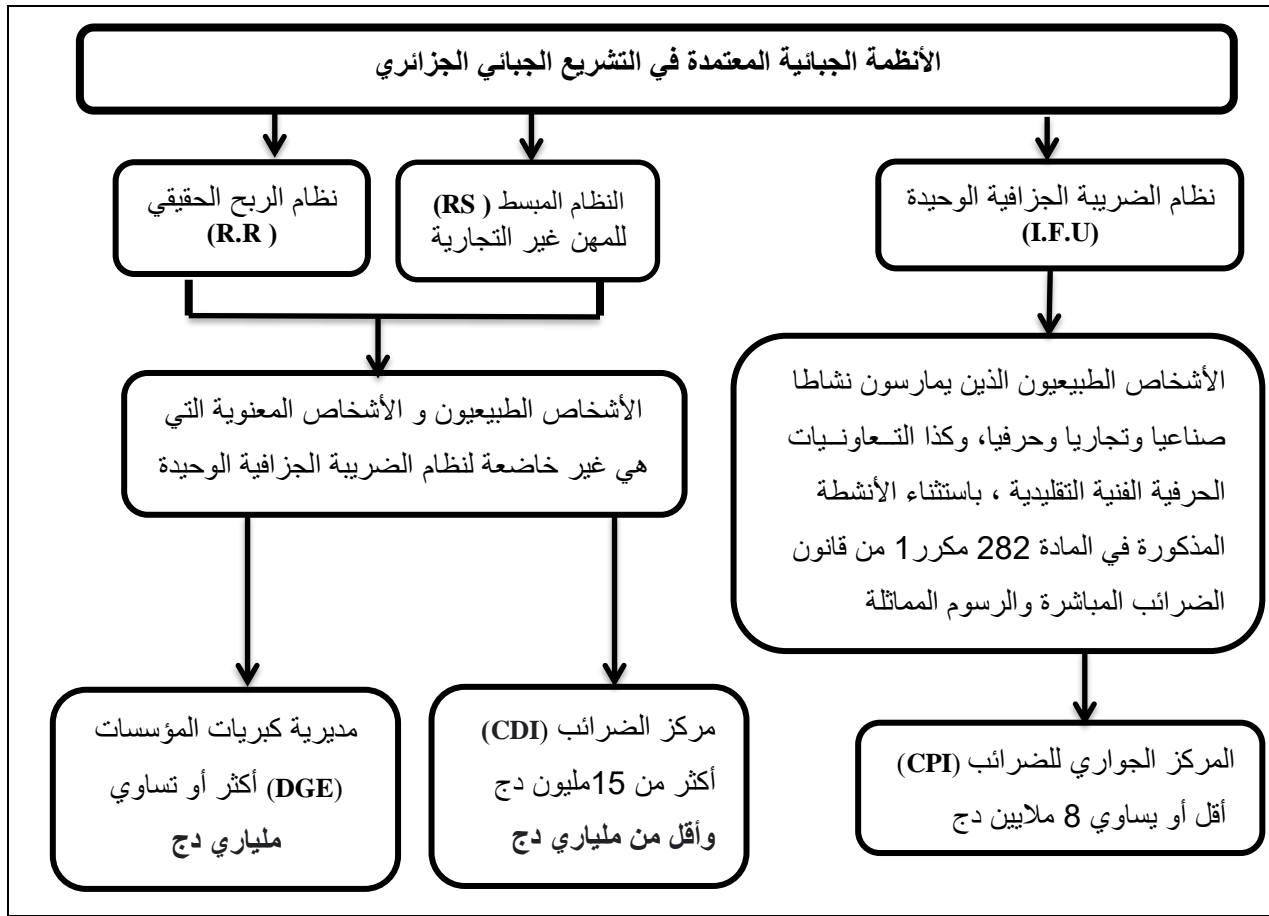 الأنظمة الجبائية المعتمدة في التشريع الجبائي الجزائري
نظام الضريبة الجزافية الوحيدة
(I.F.U)
النظام المبسط ( RS)
للمهن غير التجارية
نظام الربح الحقيقي
(R.R )
الأشخاص الطبيعيون الذين يمارسون نشاطا
صناعيا وتجاريا وحرفيا، وكذا التــعاونــيات
الحرفية الفنية التقليدية ، باستثناء الأنشطة
المذكورة في المادة 282 مكرر1 من قانون
الضرائب المباشرة والرسوم المماثلة
الأشخاص الطبيعيون و الأشخاص المعنوية التي
هي غير خاضعة لنظام الضريبة الجزافية الوحيدة
المركز الجواري للضرائب (CPI)
أقل أو يساوي 8 ملايين دج
مركز الضرائب (CDI)
أكثر من 15مليون دج
وأقل من ملياري دج
مديرية كبريات المؤسسات
(DGE) أكثر أو تساوي
ملياري دج